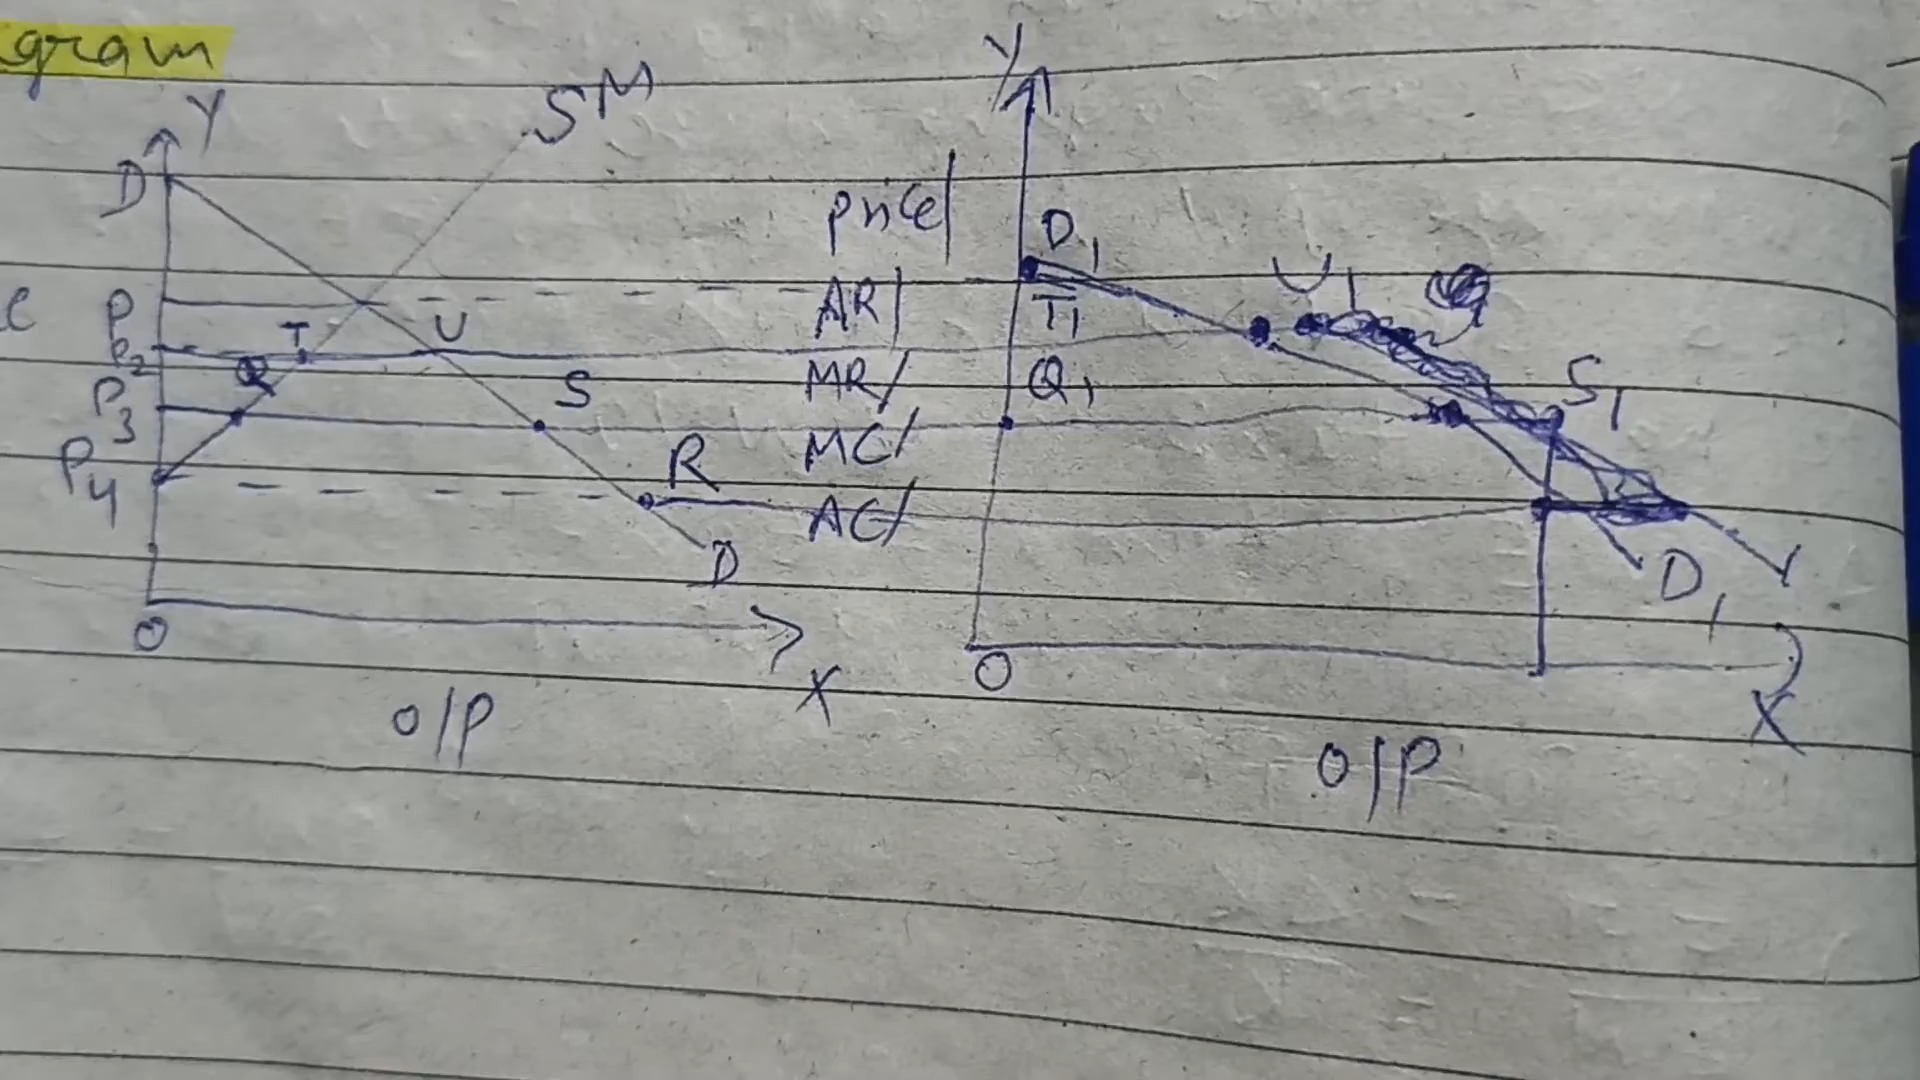 gram
Y
SM
Y
D
price/
D1
P
AR/
T1
U1
P2
T
U
Q
MR/
Q1
S1
P3
S
MC/
P4
R
AC/
D
D1
O
X
O
X
O/P
O/P